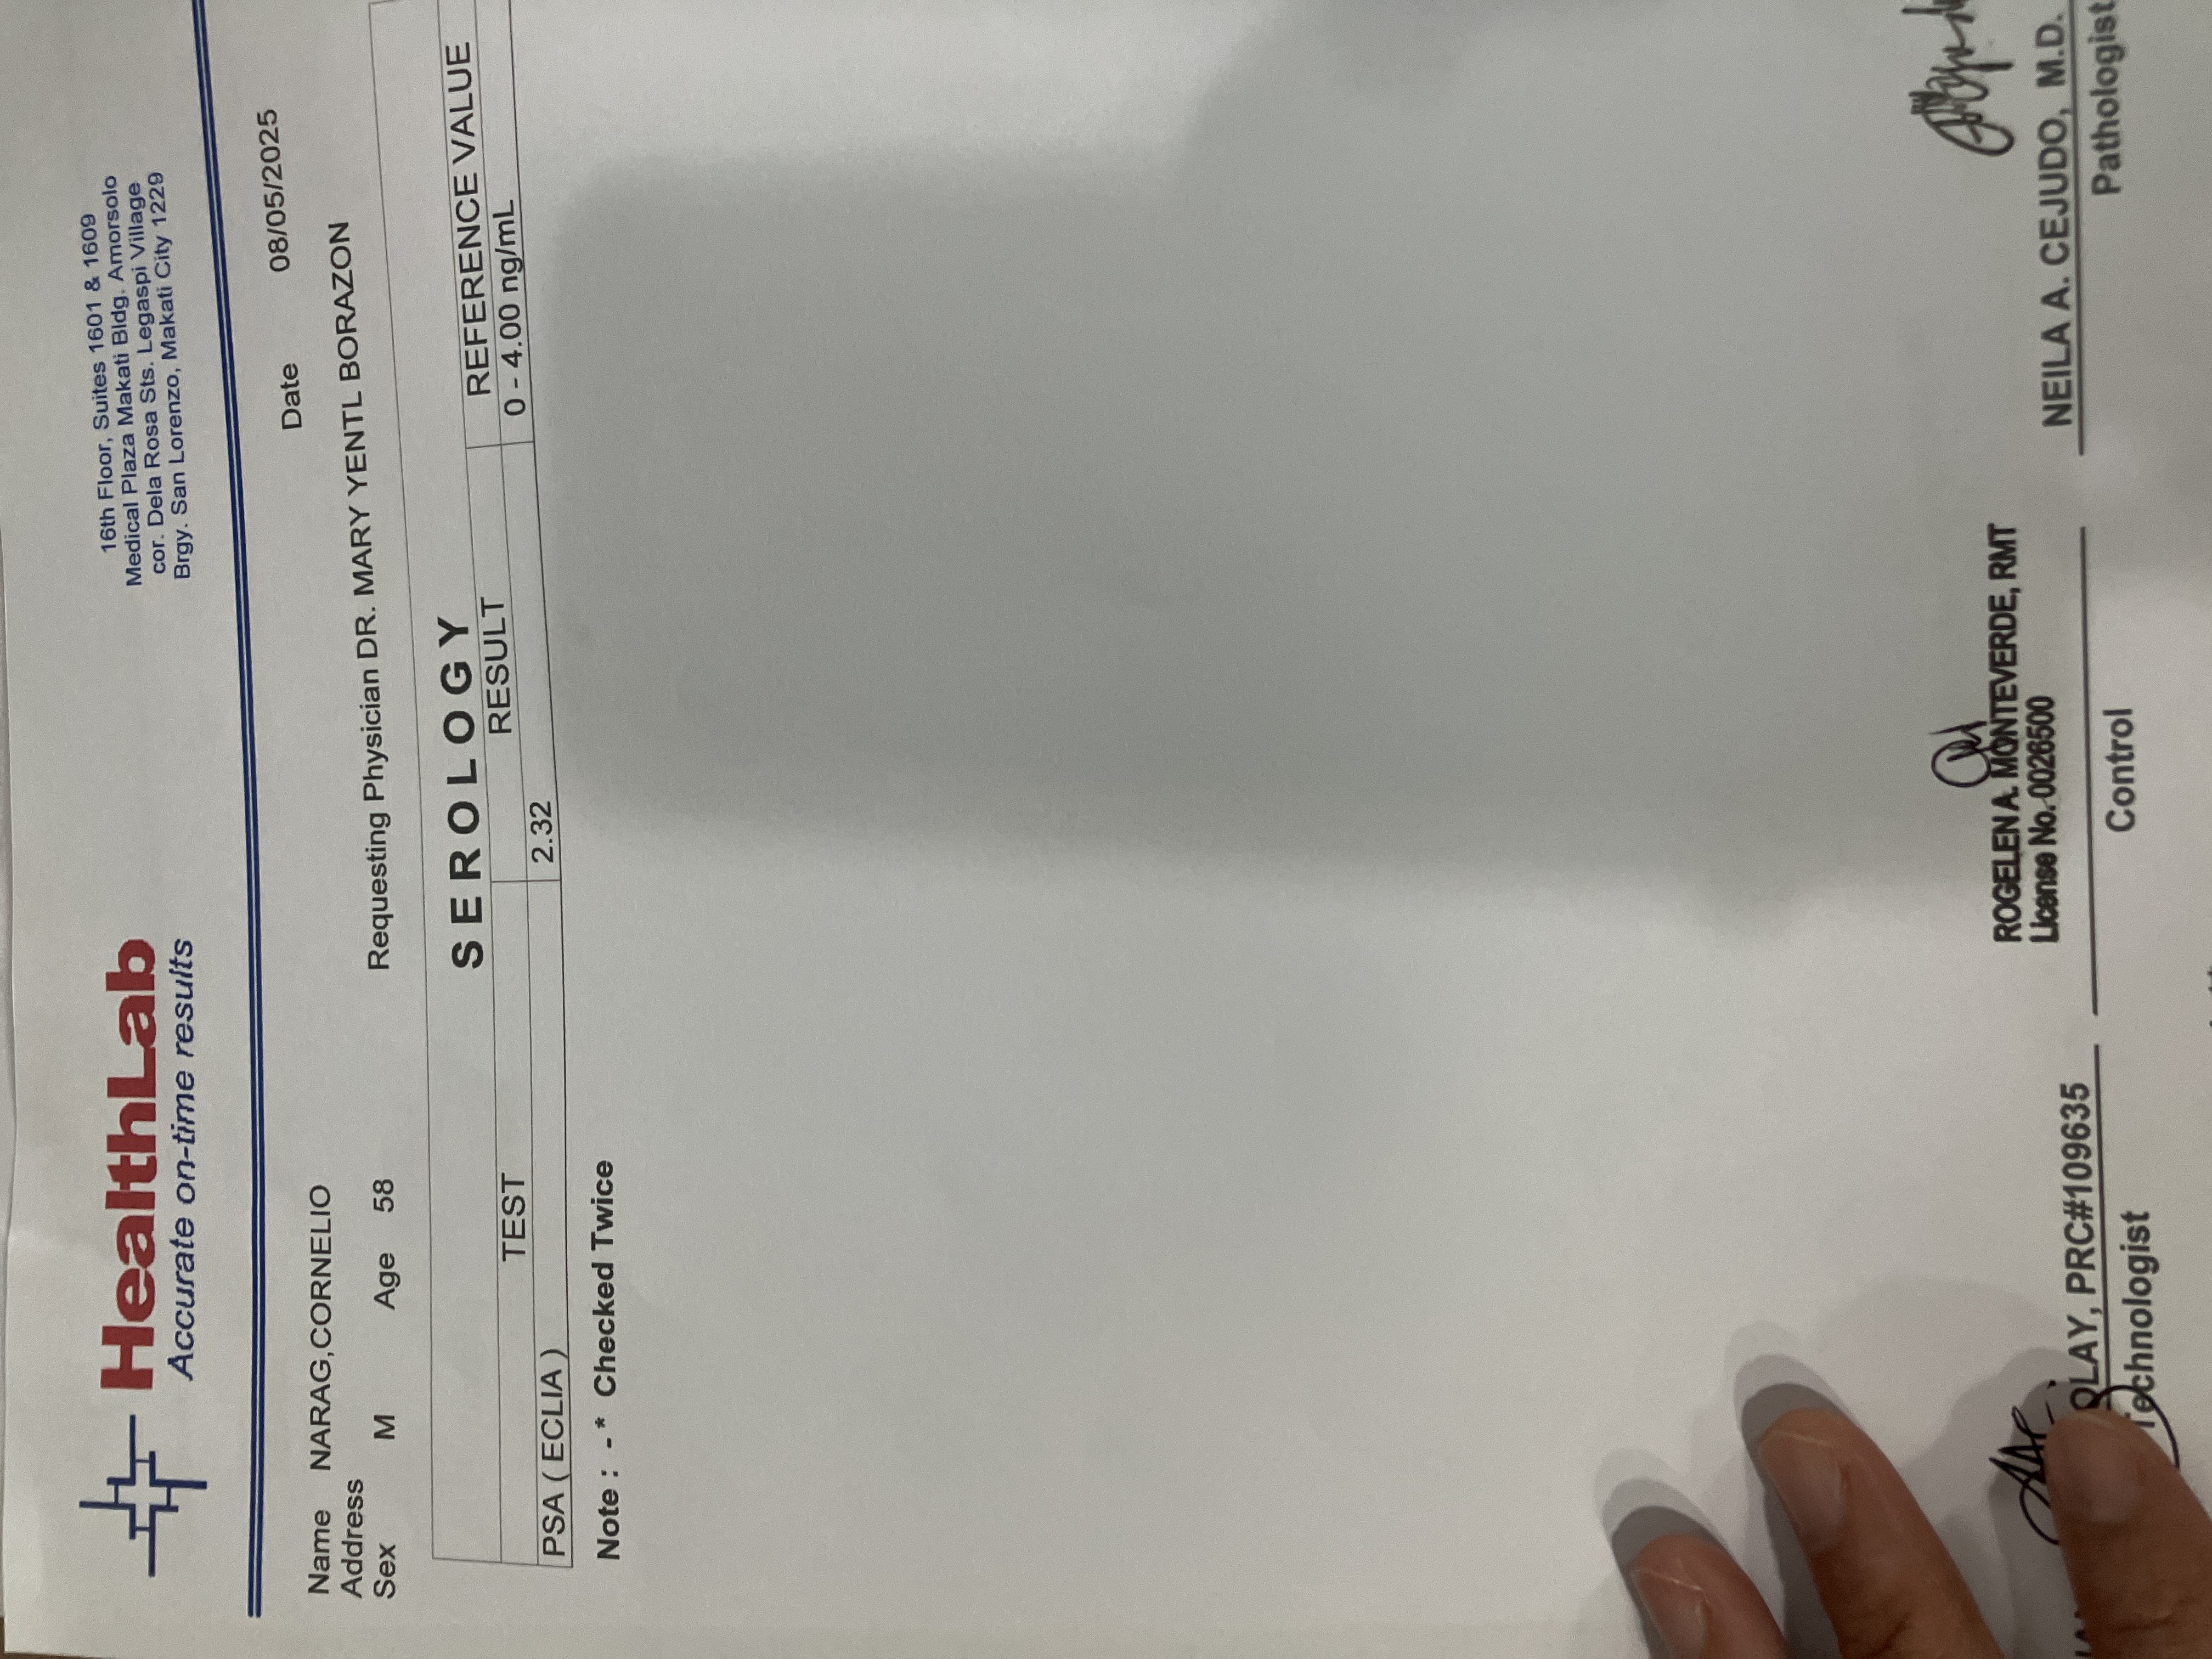 HealthLab
Accurate on-time results
16th Floor, Suites 1601 & 1609
Medical Plaza Makati Bldg. Amorsolo
cor. Dela Rosa Sts. Legaspi Village
Brgy. San Lorenzo, Makati City 1229
Date 08/05/2025
Name NARAG,CORNELIO
Address
Sex M Age 58
Requesting Physician DR. MARY YENTL BORAZON
SEROLOGY
TEST RESULT REFERENCE VALUE
PSA ( ECLIA ) 2.32 0 - 4.00 ng/mL
Note : - * Checked Twice
ROGELEN A. MONTEVERDE, RMT
License No. 0026500
Control
PRC#109635
Technologist
NEILA A. CEJUDO, M.D.
Pathologist